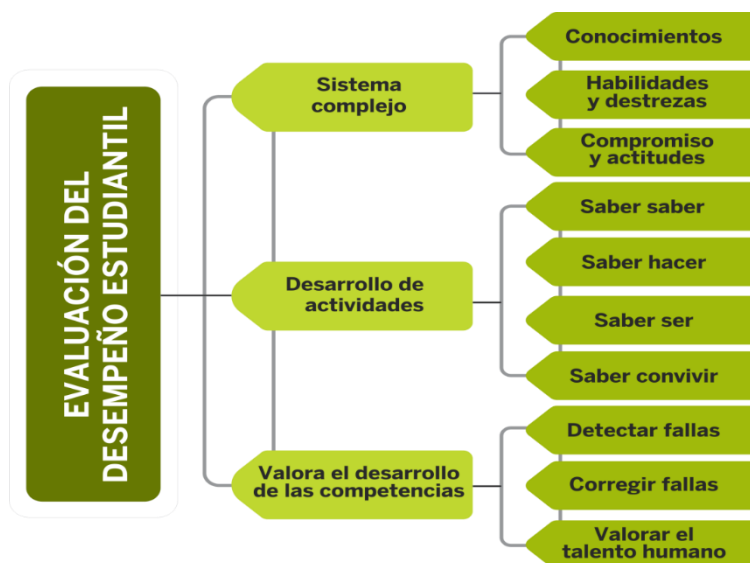 EVALUACIÓN DEL
DESEMPEÑO ESTUDIANTIL
Sistema
complejo
Conocimientos
Habilidades
y destrezas
Compromiso
y actitudes
Desarrollo de
actividades
Saber saber
Saber hacer
Saber ser
Saber convivir
Valora el desarrollo
de las competencias
Detectar fallas
Corregir fallas
Valorar el
talento humano